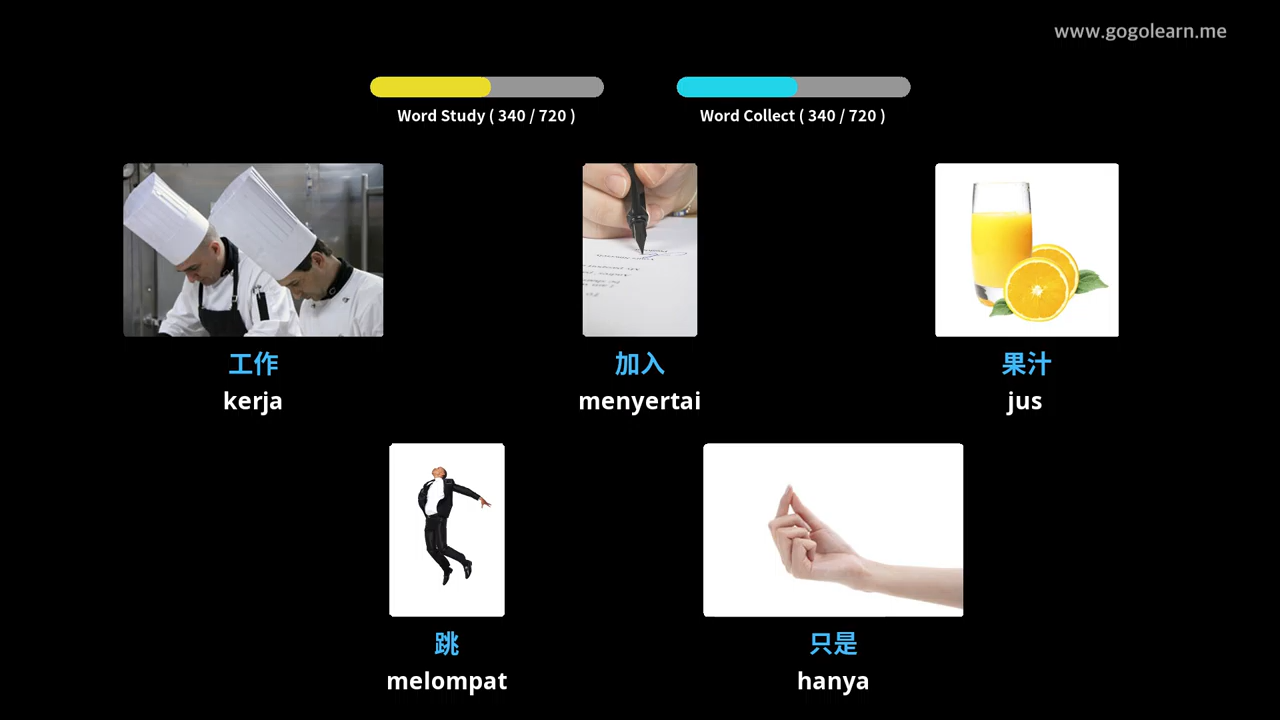 www.gogolearn.me
Word Study ( 340 / 720 )
Word Collect ( 340 / 720 )
工作
kerja
加入
menyertai
果汁
jus
跳
melompat
只是
hanya